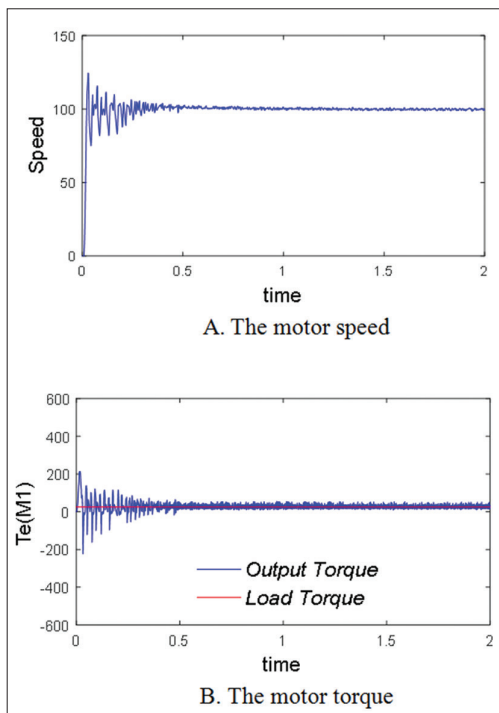 150
100
50
0
Speed
0
0.5
1
1.5
2
time
A. The motor speed
600
400
200
0
-200
-400
-600
Te(M1)
Output Torque
Load Torque
0
0.5
1
1.5
2
time
B. The motor torque